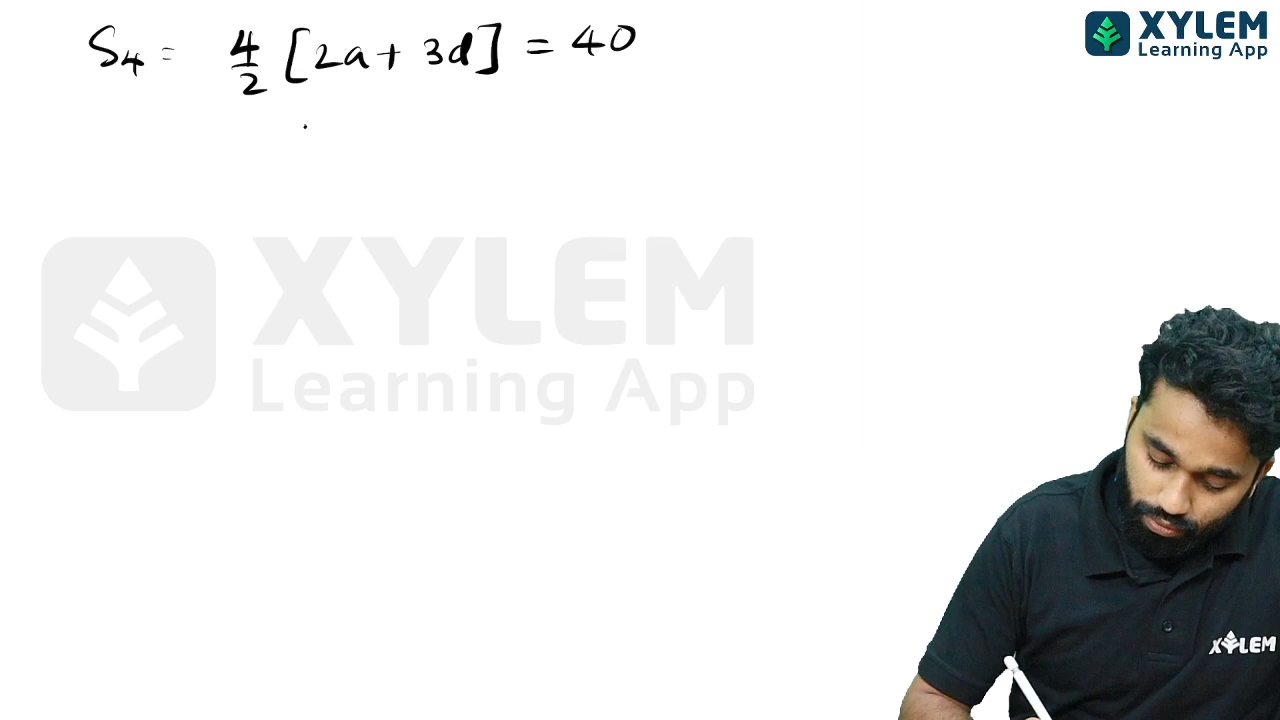 S₄ = 4/2 [2a + 3d] = 40
XYLEM
Learning App
XYLEM
Learning App
XYLEM